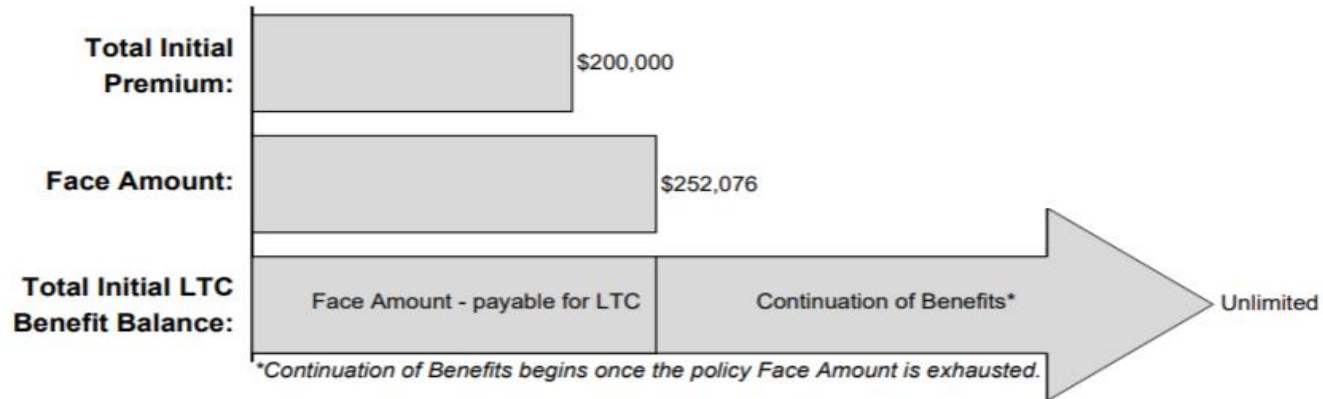 Total Initial
Premium:
$200,000
Face Amount:
$252,076
Total Initial LTC
Benefit Balance:
Face Amount - payable for LTC
Continuation of Benefits*
Unlimited
*Continuation of Benefits begins once the policy Face Amount is exhausted.